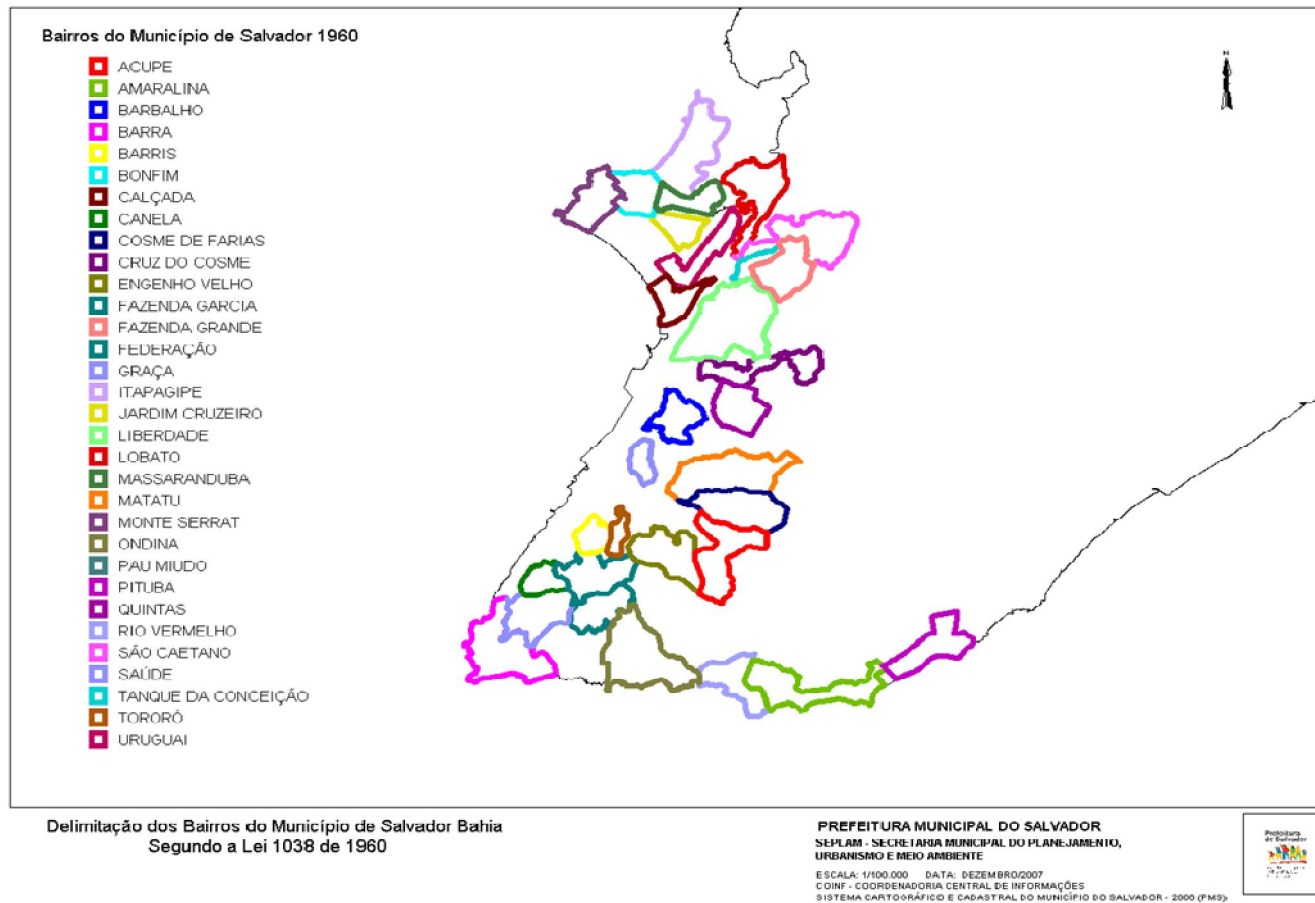 Bairros do Município de Salvador 1960
ACUPE
AMARALINA
BARBALHO
BARRA
BARRIS
BONFIM
CALÇADA
CANELA
COSME DE FARIAS
CRUZ DO COSME
ENGENHO VELHO
FAZENDA GARCIA
FAZENDA GRANDE
FEDERAÇÃO
GRAÇA
ITAPAGIPE
JARDIM CRUZEIRO
LIBERDADE
LOBATO
MASSARANDUBA
MATATU
MONTE SERRAT
ONDINA
PAU MIUDO
PITUBA
QUINTAS
RIO VERMELHO
SÃO CAETANO
SAÚDE
TANQUE DA CONCEIÇÃO
TORORÓ
URUGUAI
N
Delimitação dos Bairros do Município de Salvador Bahia
Segundo a Lei 1038 de 1960
PREFEITURA MUNICIPAL DO SALVADOR
SEPLAM - SECRETARIA MUNICIPAL DO PLANEJAMENTO,
URBANISMO E MEIO AMBIENTE
ESCALA: 1/100.000 DATA: DEZEMBRO/2007
COINF - COORDENADORIA CENTRAL DE INFORMAÇÕES
SISTEMA CARTOGRÁFICO E CADASTRAL DO MUNICÍPIO DO SALVADOR - 2000 (PMS).
Prefeitura
de Salvador